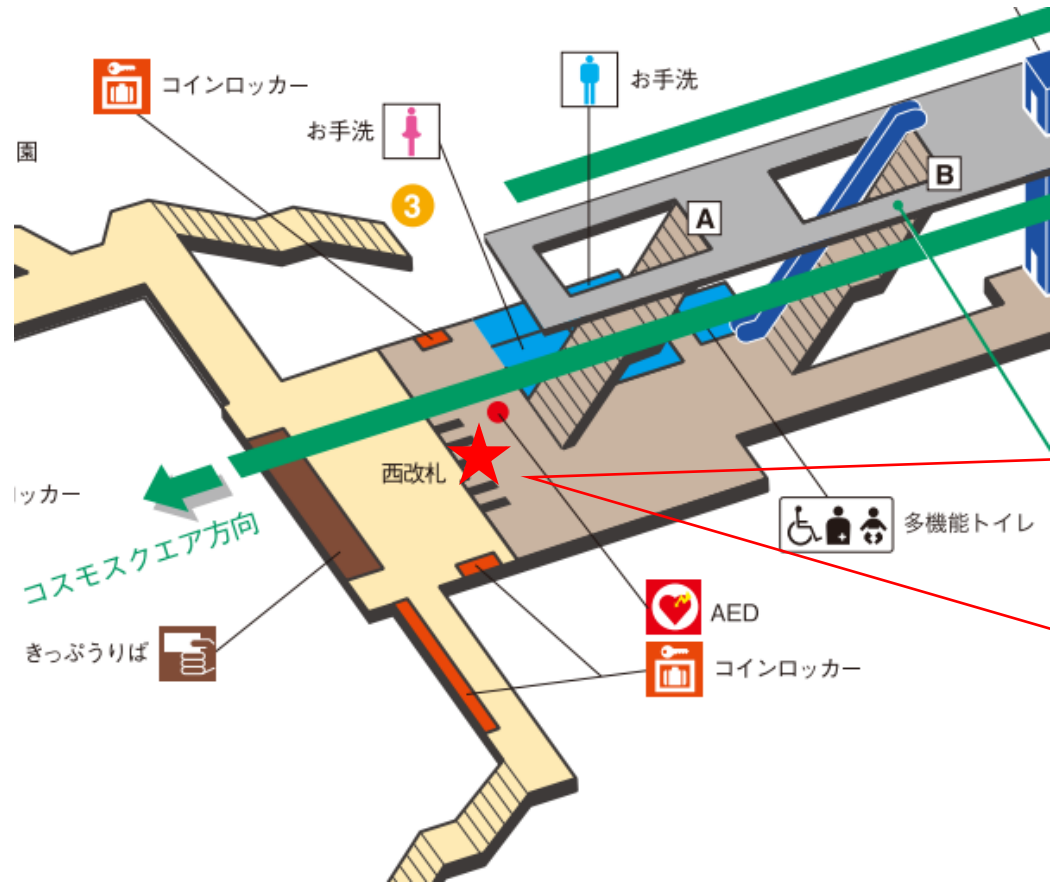 コインロッカー
お手洗
お手洗
園
3
A
B
西改札
ッカー
コスモスクエア方向
多機能トイレ
きっぷうりば
AED
コインロッカー